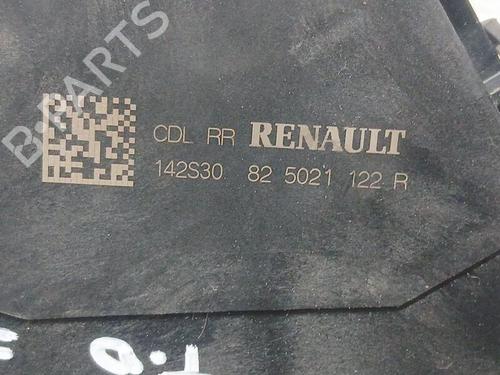 B-PARTS
CDL RR RENAULT
142S30 82 5021 122 R